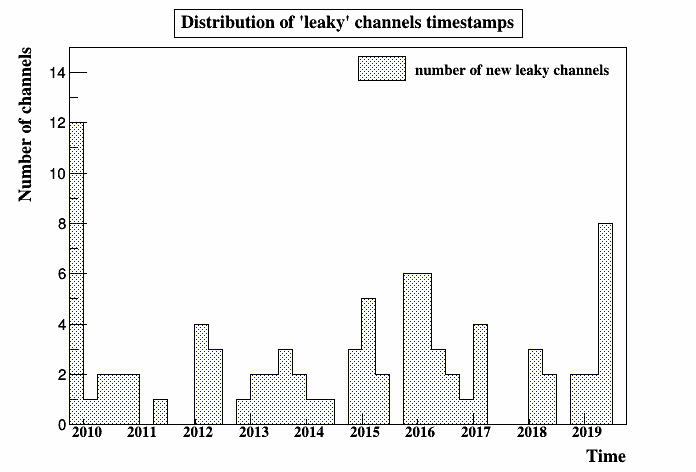 Distribution of 'leaky' channels timestamps
Number of channels
number of new leaky channels
14
12
10
8
6
4
2
0
2010 2011 2012 2013 2014 2015 2016 2017 2018 2019
Time